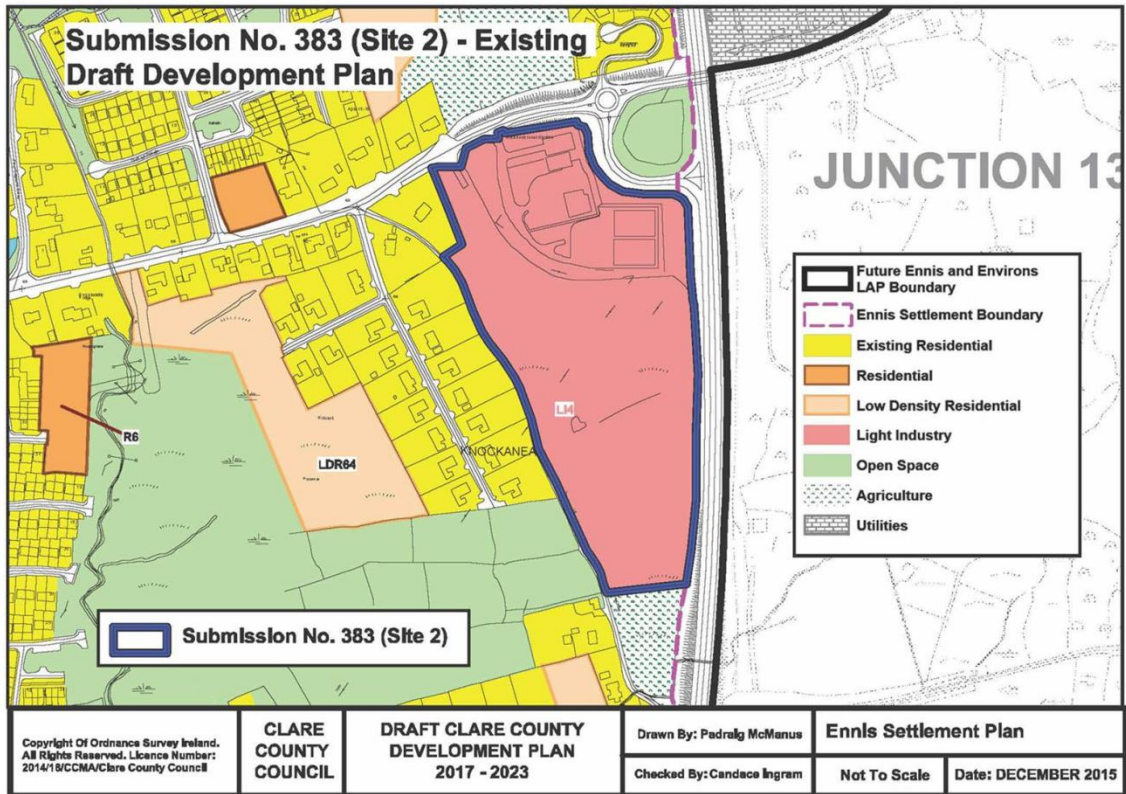 Submission No. 383 (Site 2) - Existing
Draft Development Plan
JUNCTION 13
Future Ennis and Environs
LAP Boundary
Ennis Settlement Boundary
Existing Residential
Residential
Low Density Residential
Light Industry
Open Space
Agriculture
Utilities
R6
LDR64
KNOCKANEA
LI4
Submission No. 383 (Site 2)
Copyright Of Ordnance Survey Ireland.
All Rights Reserved. Licence Number:
2014/18/CCMA/Clare County Council
CLARE
COUNTY
COUNCIL
DRAFT CLARE COUNTY
DEVELOPMENT PLAN
2017 - 2023
Drawn By: Padraig McManus
Checked By: Candace Ingram
Ennis Settlement Plan
Not To Scale
Date: DECEMBER 2015